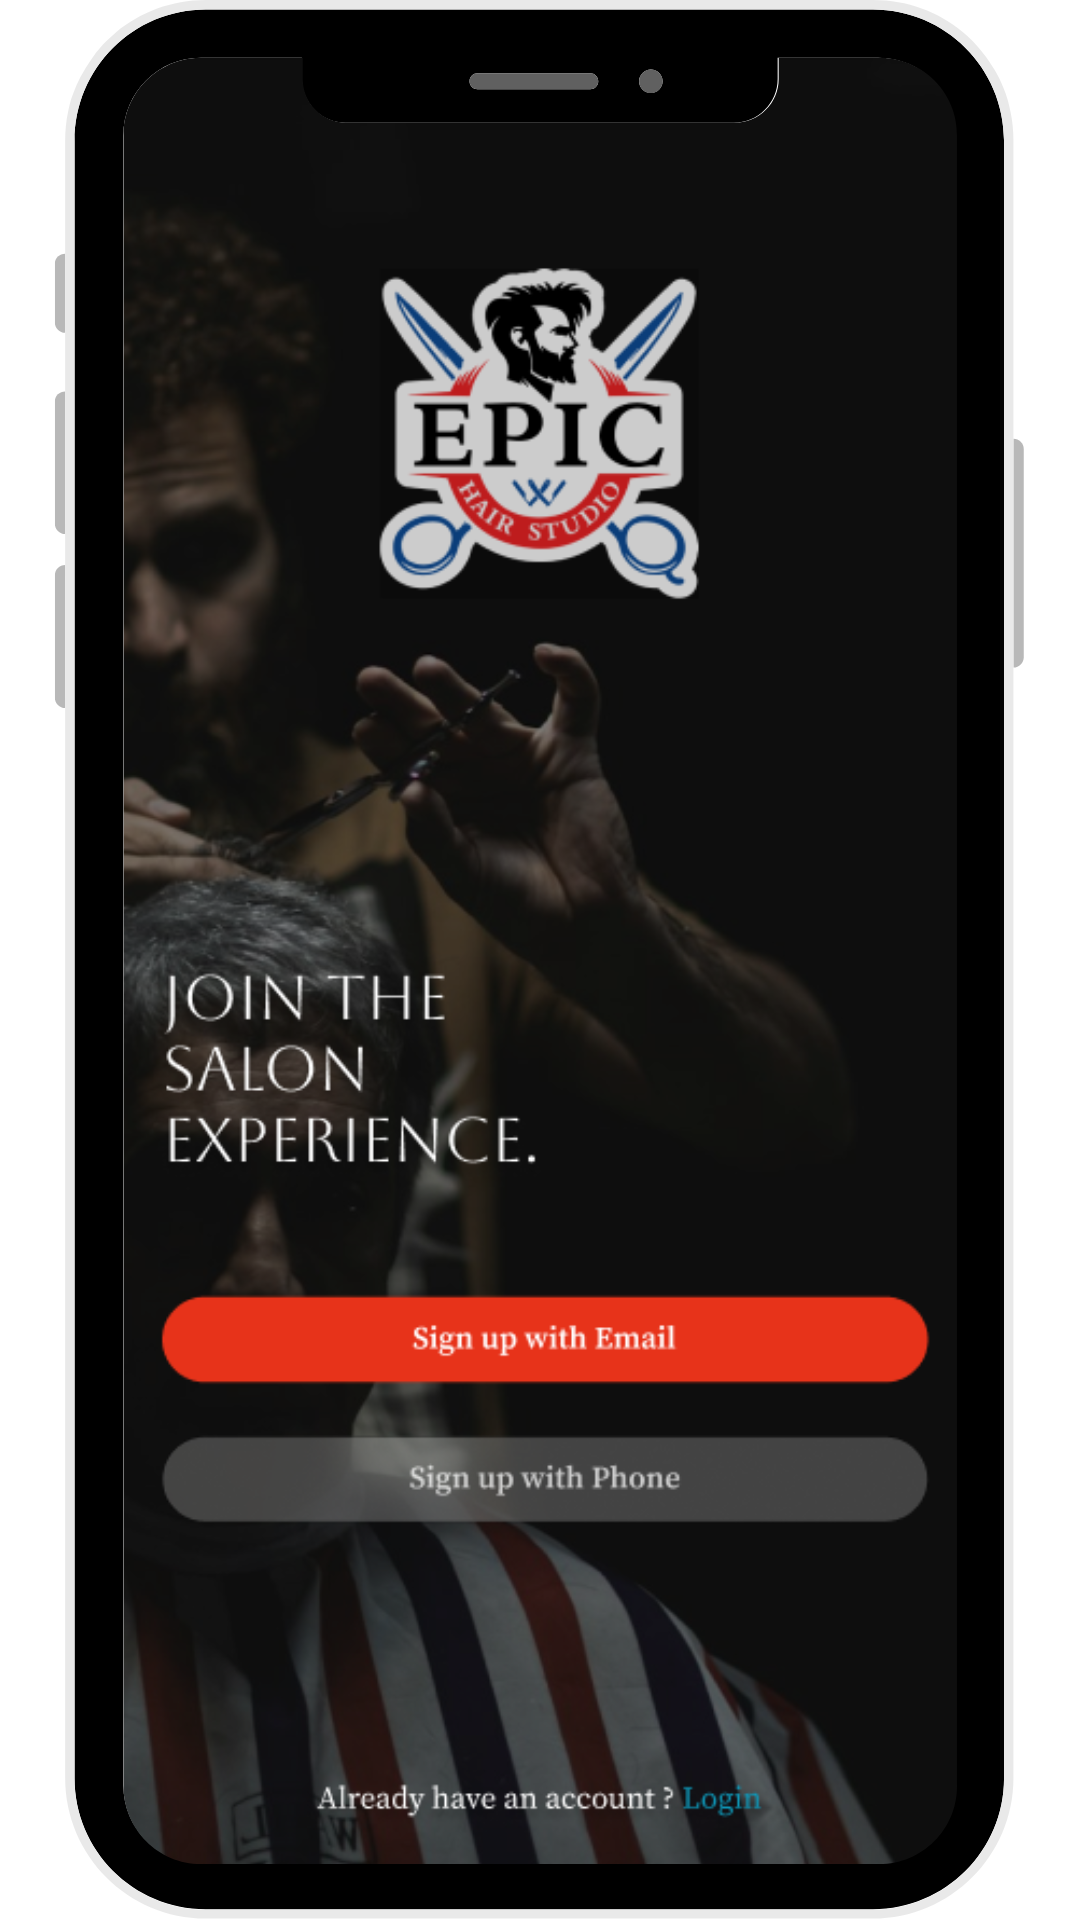 EPIC
HAIR STUDIO
JOIN THE
SALON
EXPERIENCE.
Sign up with Email
Sign up with Phone
Already have an account ? Login